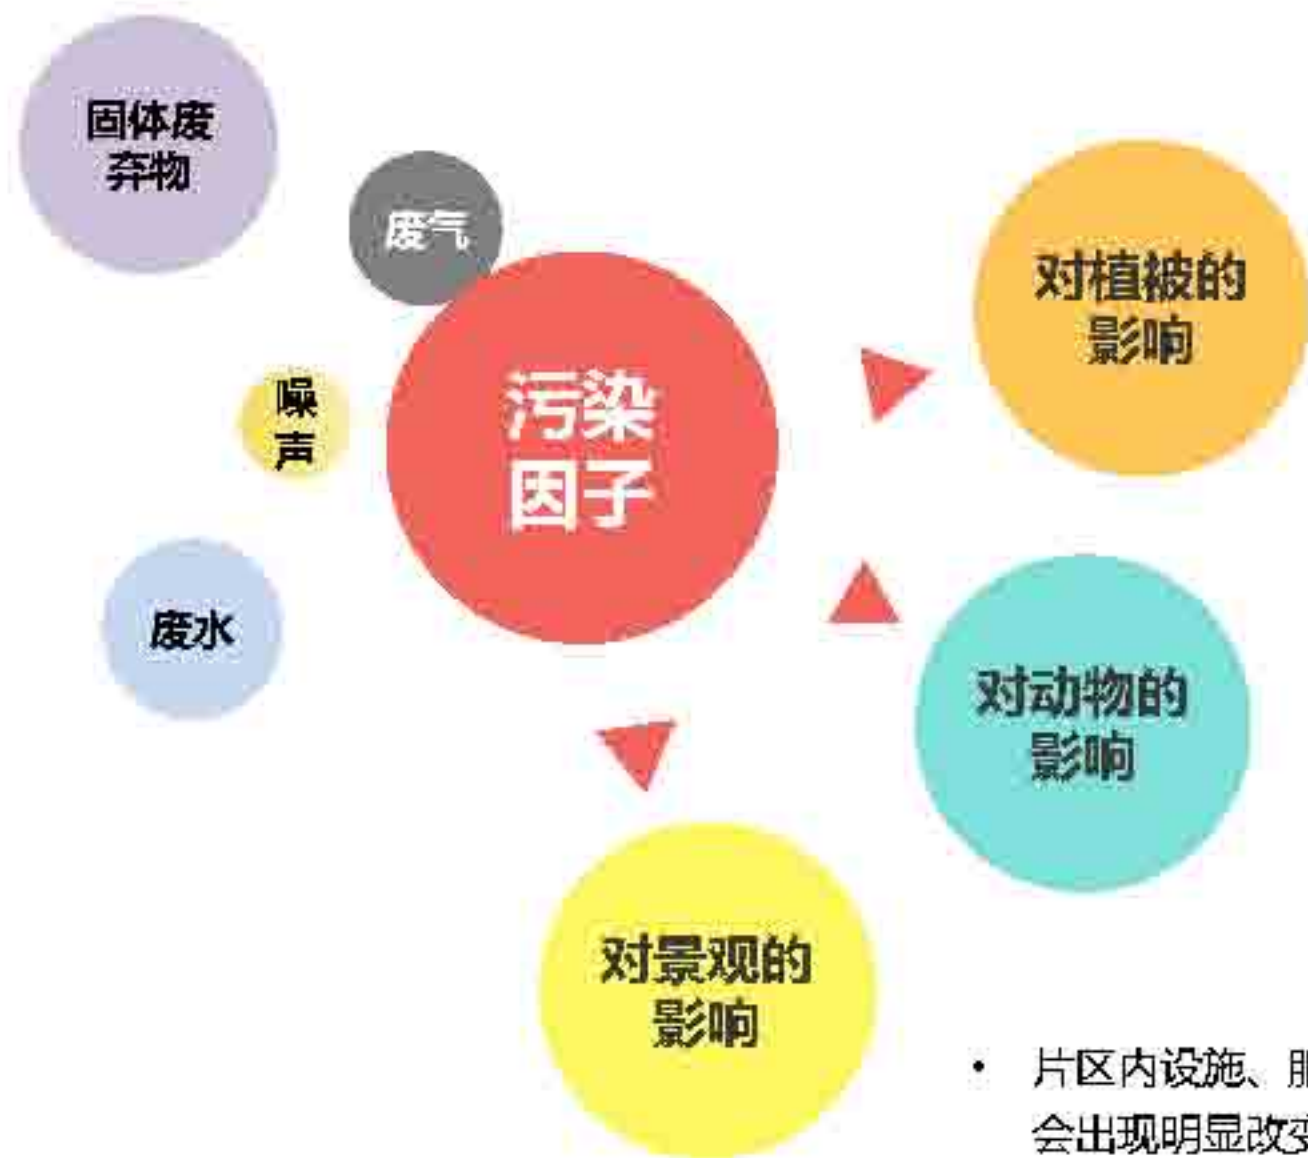 固体废
弃物
废气
噪
声
废水
污染
因子
对植被的
影响
对动物的
影响
对景观的
影响
• 片区内设施、
会出现明显改变